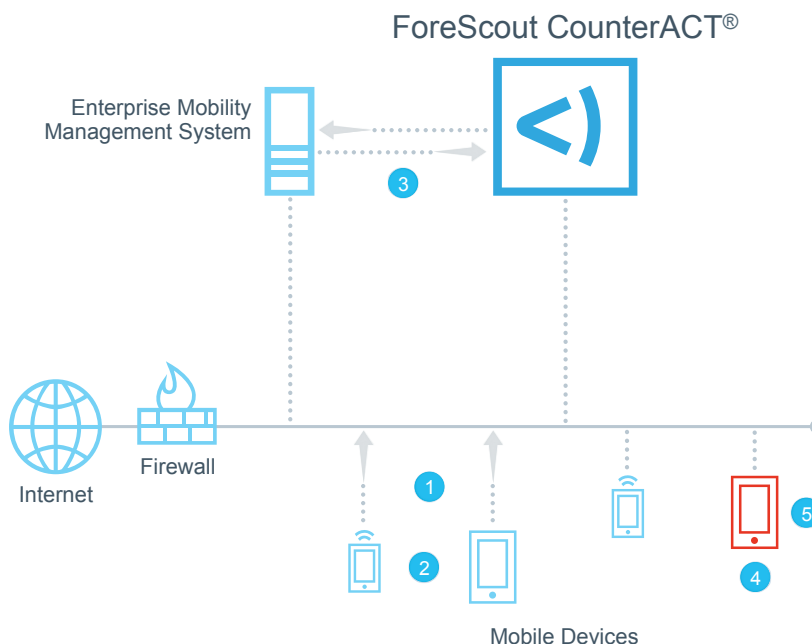 ForeScout CounterACT®
Enterprise Mobility
Management System
3
Firewall
Internet
1
2
5
4
Mobile Devices